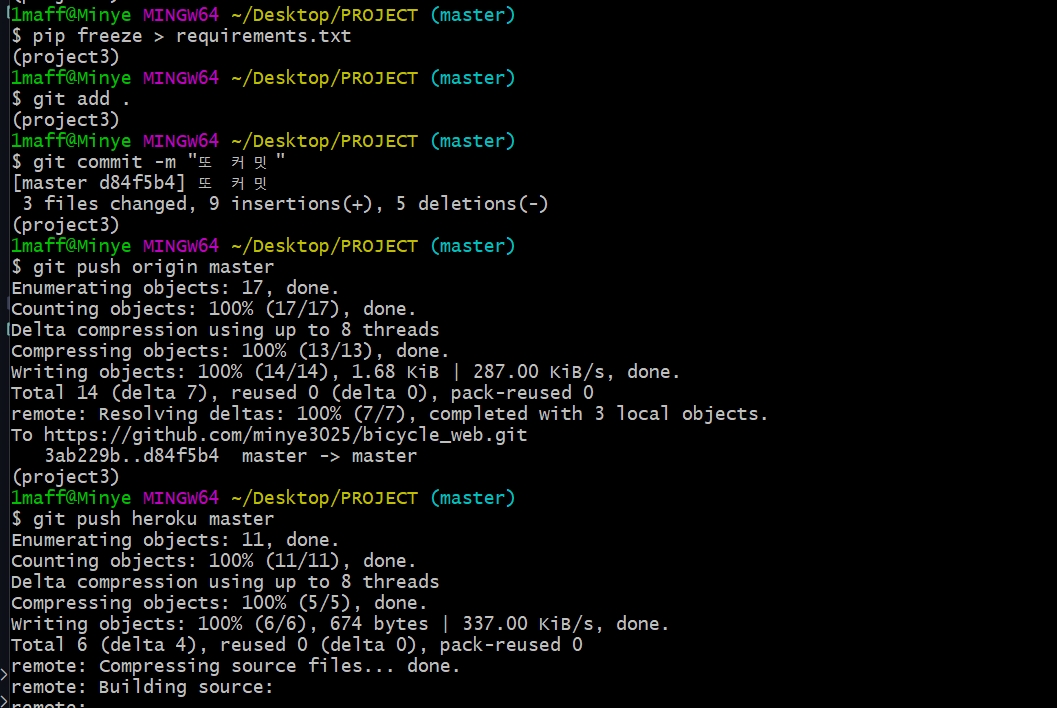 1maff@Minye MINGW64 ~/Desktop/PROJECT (master)
$ pip freeze > requirements.txt
(project3)
1maff@Minye MINGW64 ~/Desktop/PROJECT (master)
$ git add .
(project3)
1maff@Minye MINGW64 ~/Desktop/PROJECT (master)
$ git commit -m "또 커밋"
[master d84f5b4] 또 커밋
 3 files changed, 9 insertions(+), 5 deletions(-)
(project3)
1maff@Minye MINGW64 ~/Desktop/PROJECT (master)
$ git push origin master
Enumerating objects: 17, done.
Counting objects: 100% (17/17), done.
Delta compression using up to 8 threads
Compressing objects: 100% (13/13), done.
Writing objects: 100% (14/14), 1.68 KiB | 287.00 KiB/s, done.
Total 14 (delta 7), reused 0 (delta 0), pack-reused 0
remote: Resolving deltas: 100% (7/7), completed with 3 local objects.
To https://github.com/minye3025/bicycle_web.git
   3ab229b..d84f5b4  master -> master
(project3)
1maff@Minye MINGW64 ~/Desktop/PROJECT (master)
$ git push heroku master
Enumerating objects: 11, done.
Counting objects: 100% (11/11), done.
Delta compression using up to 8 threads
Compressing objects: 100% (5/5), done.
Writing objects: 100% (6/6), 674 bytes | 337.00 KiB/s, done.
Total 6 (delta 4), reused 0 (delta 0), pack-reused 0
remote: Compressing source files... done.
remote: Building source:
remote: